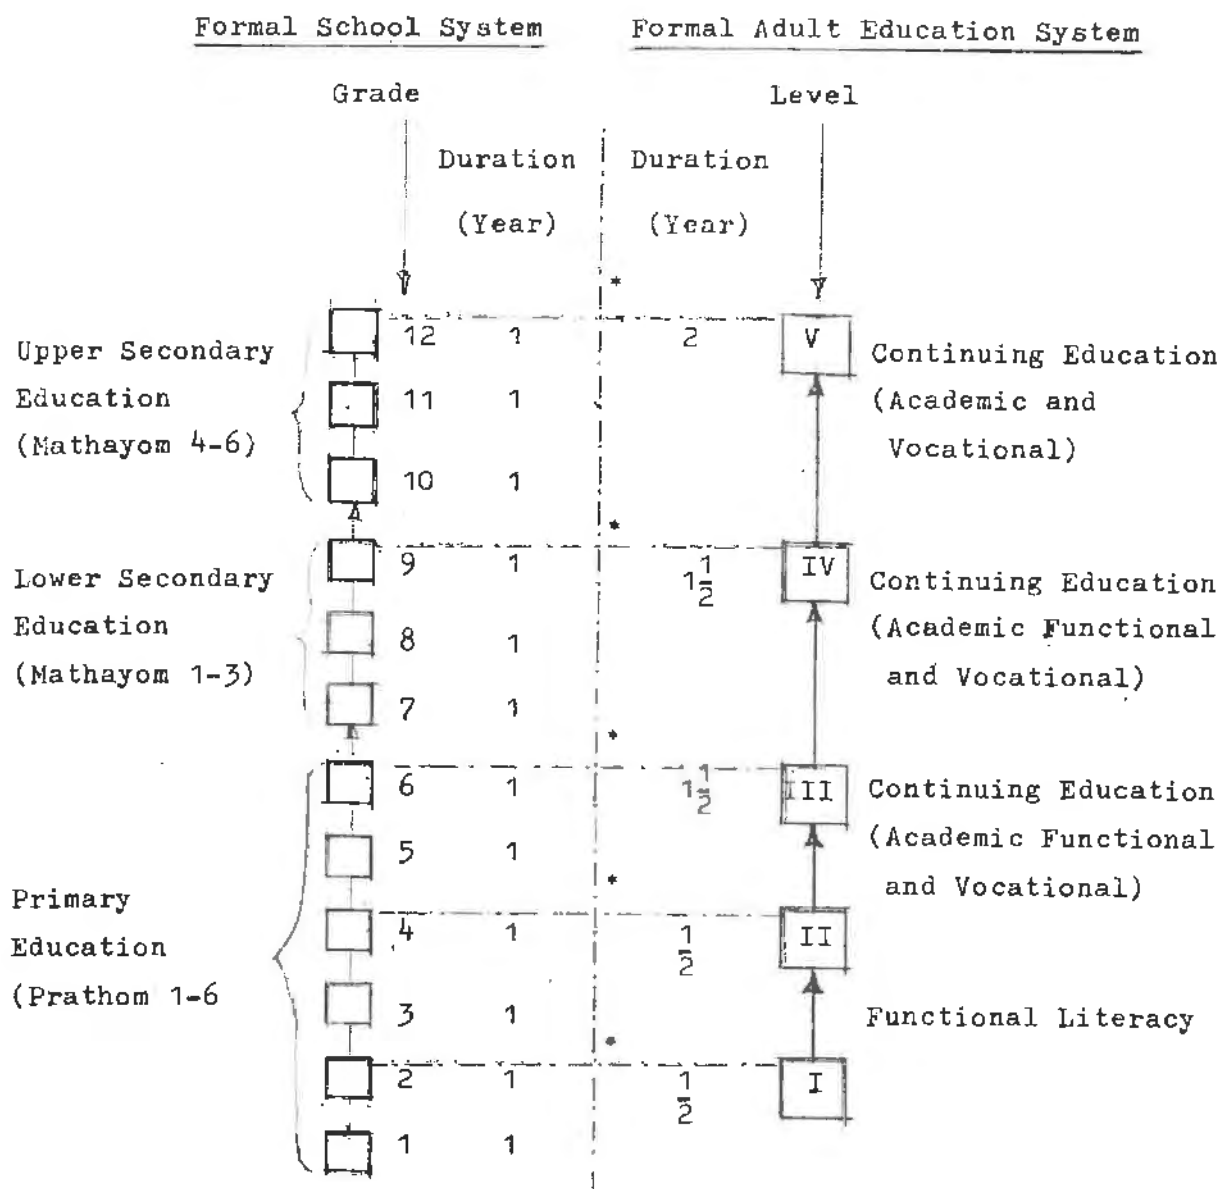 Formal School System Formal Adult Education System
Grade Level
Duration Duration
(Year) (Year)
*
12 1 2 V
Upper Secondary Continuing Education
Education 11 1 (Academic and
(Mathayom 4-6) Vocational)
10 1
*
9 1 1 1/2 IV
Lower Secondary Continuing Education
Education 8 1 (Academic Functional
(Mathayom 1-3) and Vocational)
7 1
*
6 1 1 1/2 III Continuing Education
5 1 (Academic Functional
* and Vocational)
Primary
4 1 1/2 II
Education
(Prathom 1-6
3 1 Functional Literacy
*
2 1 1/2 I
1 1